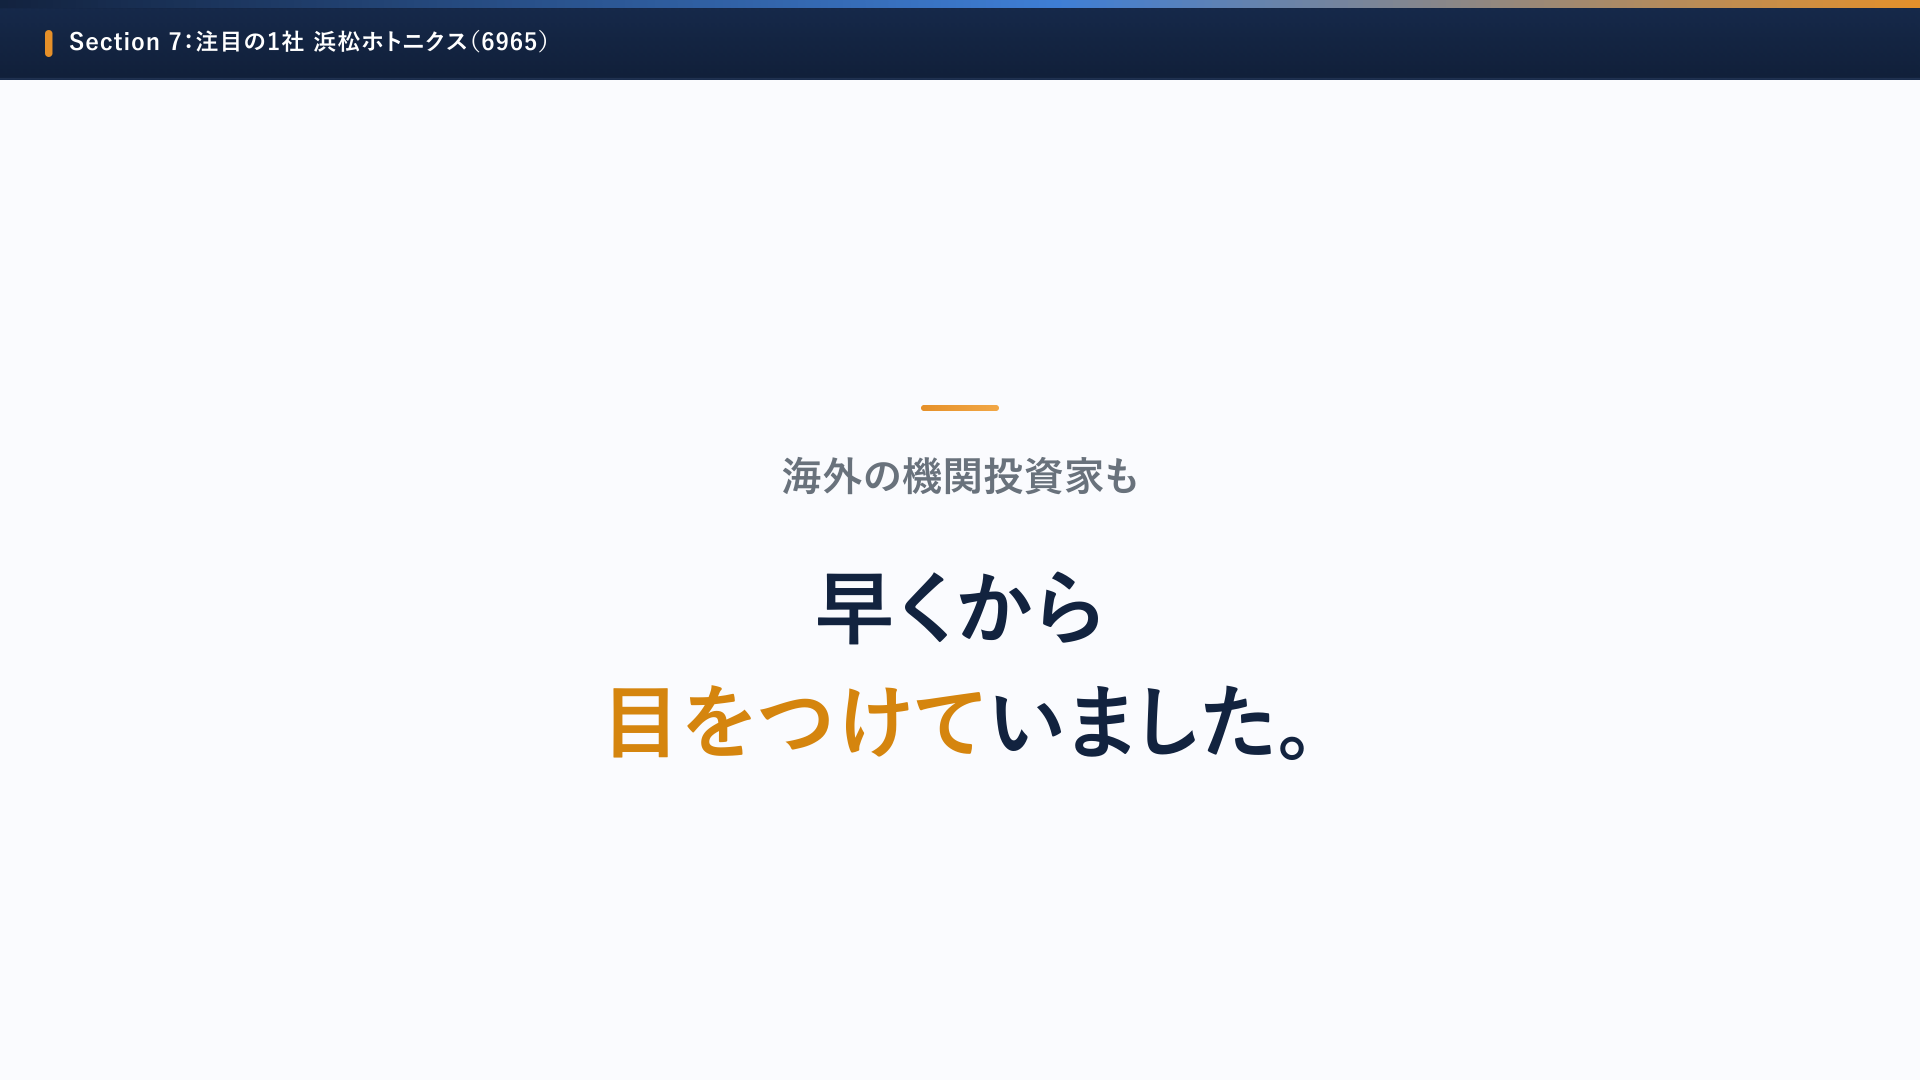 Section 7：注目の1社 浜松ホトニクス（6965）
海外の機関投資家も
早くから
目をつけていました。